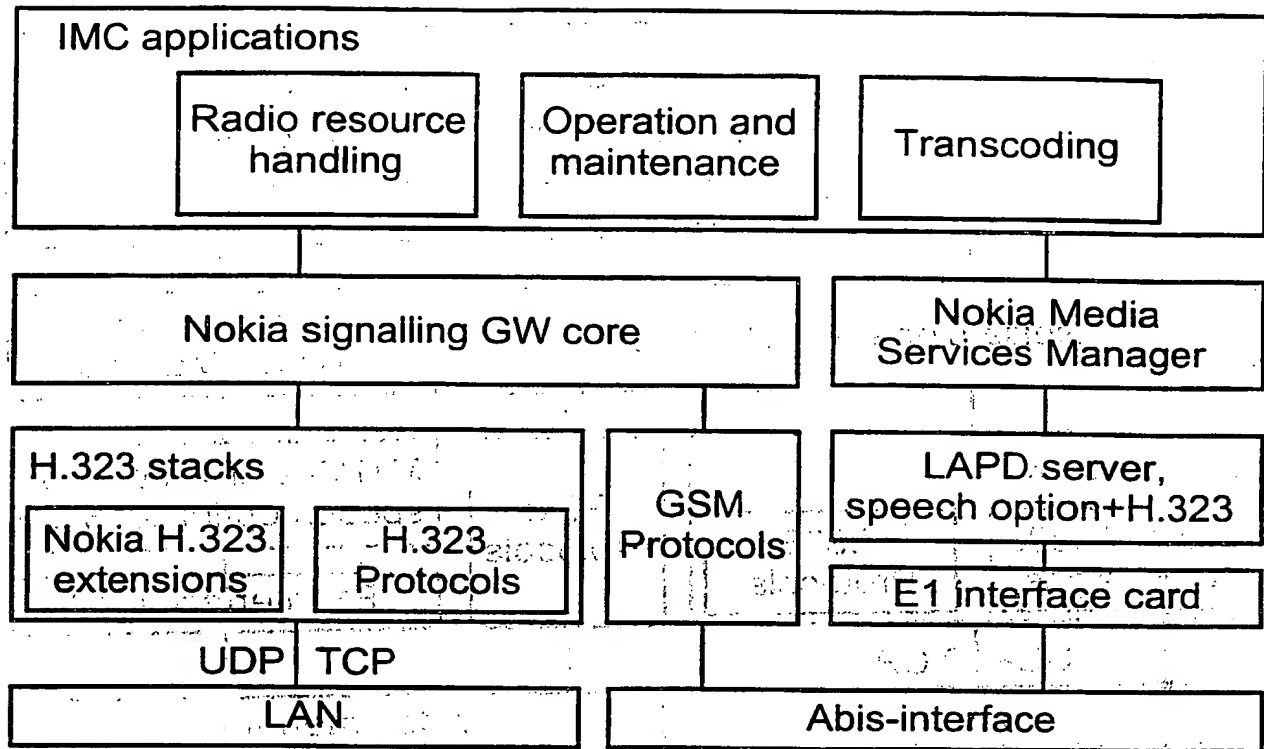 IMC applications
Radio resource
handling
Operation and
maintenance
Transcoding
Nokia signalling GW core
Nokia Media
Services Manager
H.323 stacks
Nokia H.323
extensions
H.323
Protocols
GSM
Protocols
LAPD server,
speech option+H.323
E1 interface card
UDP TCP
LAN
Abis-interface